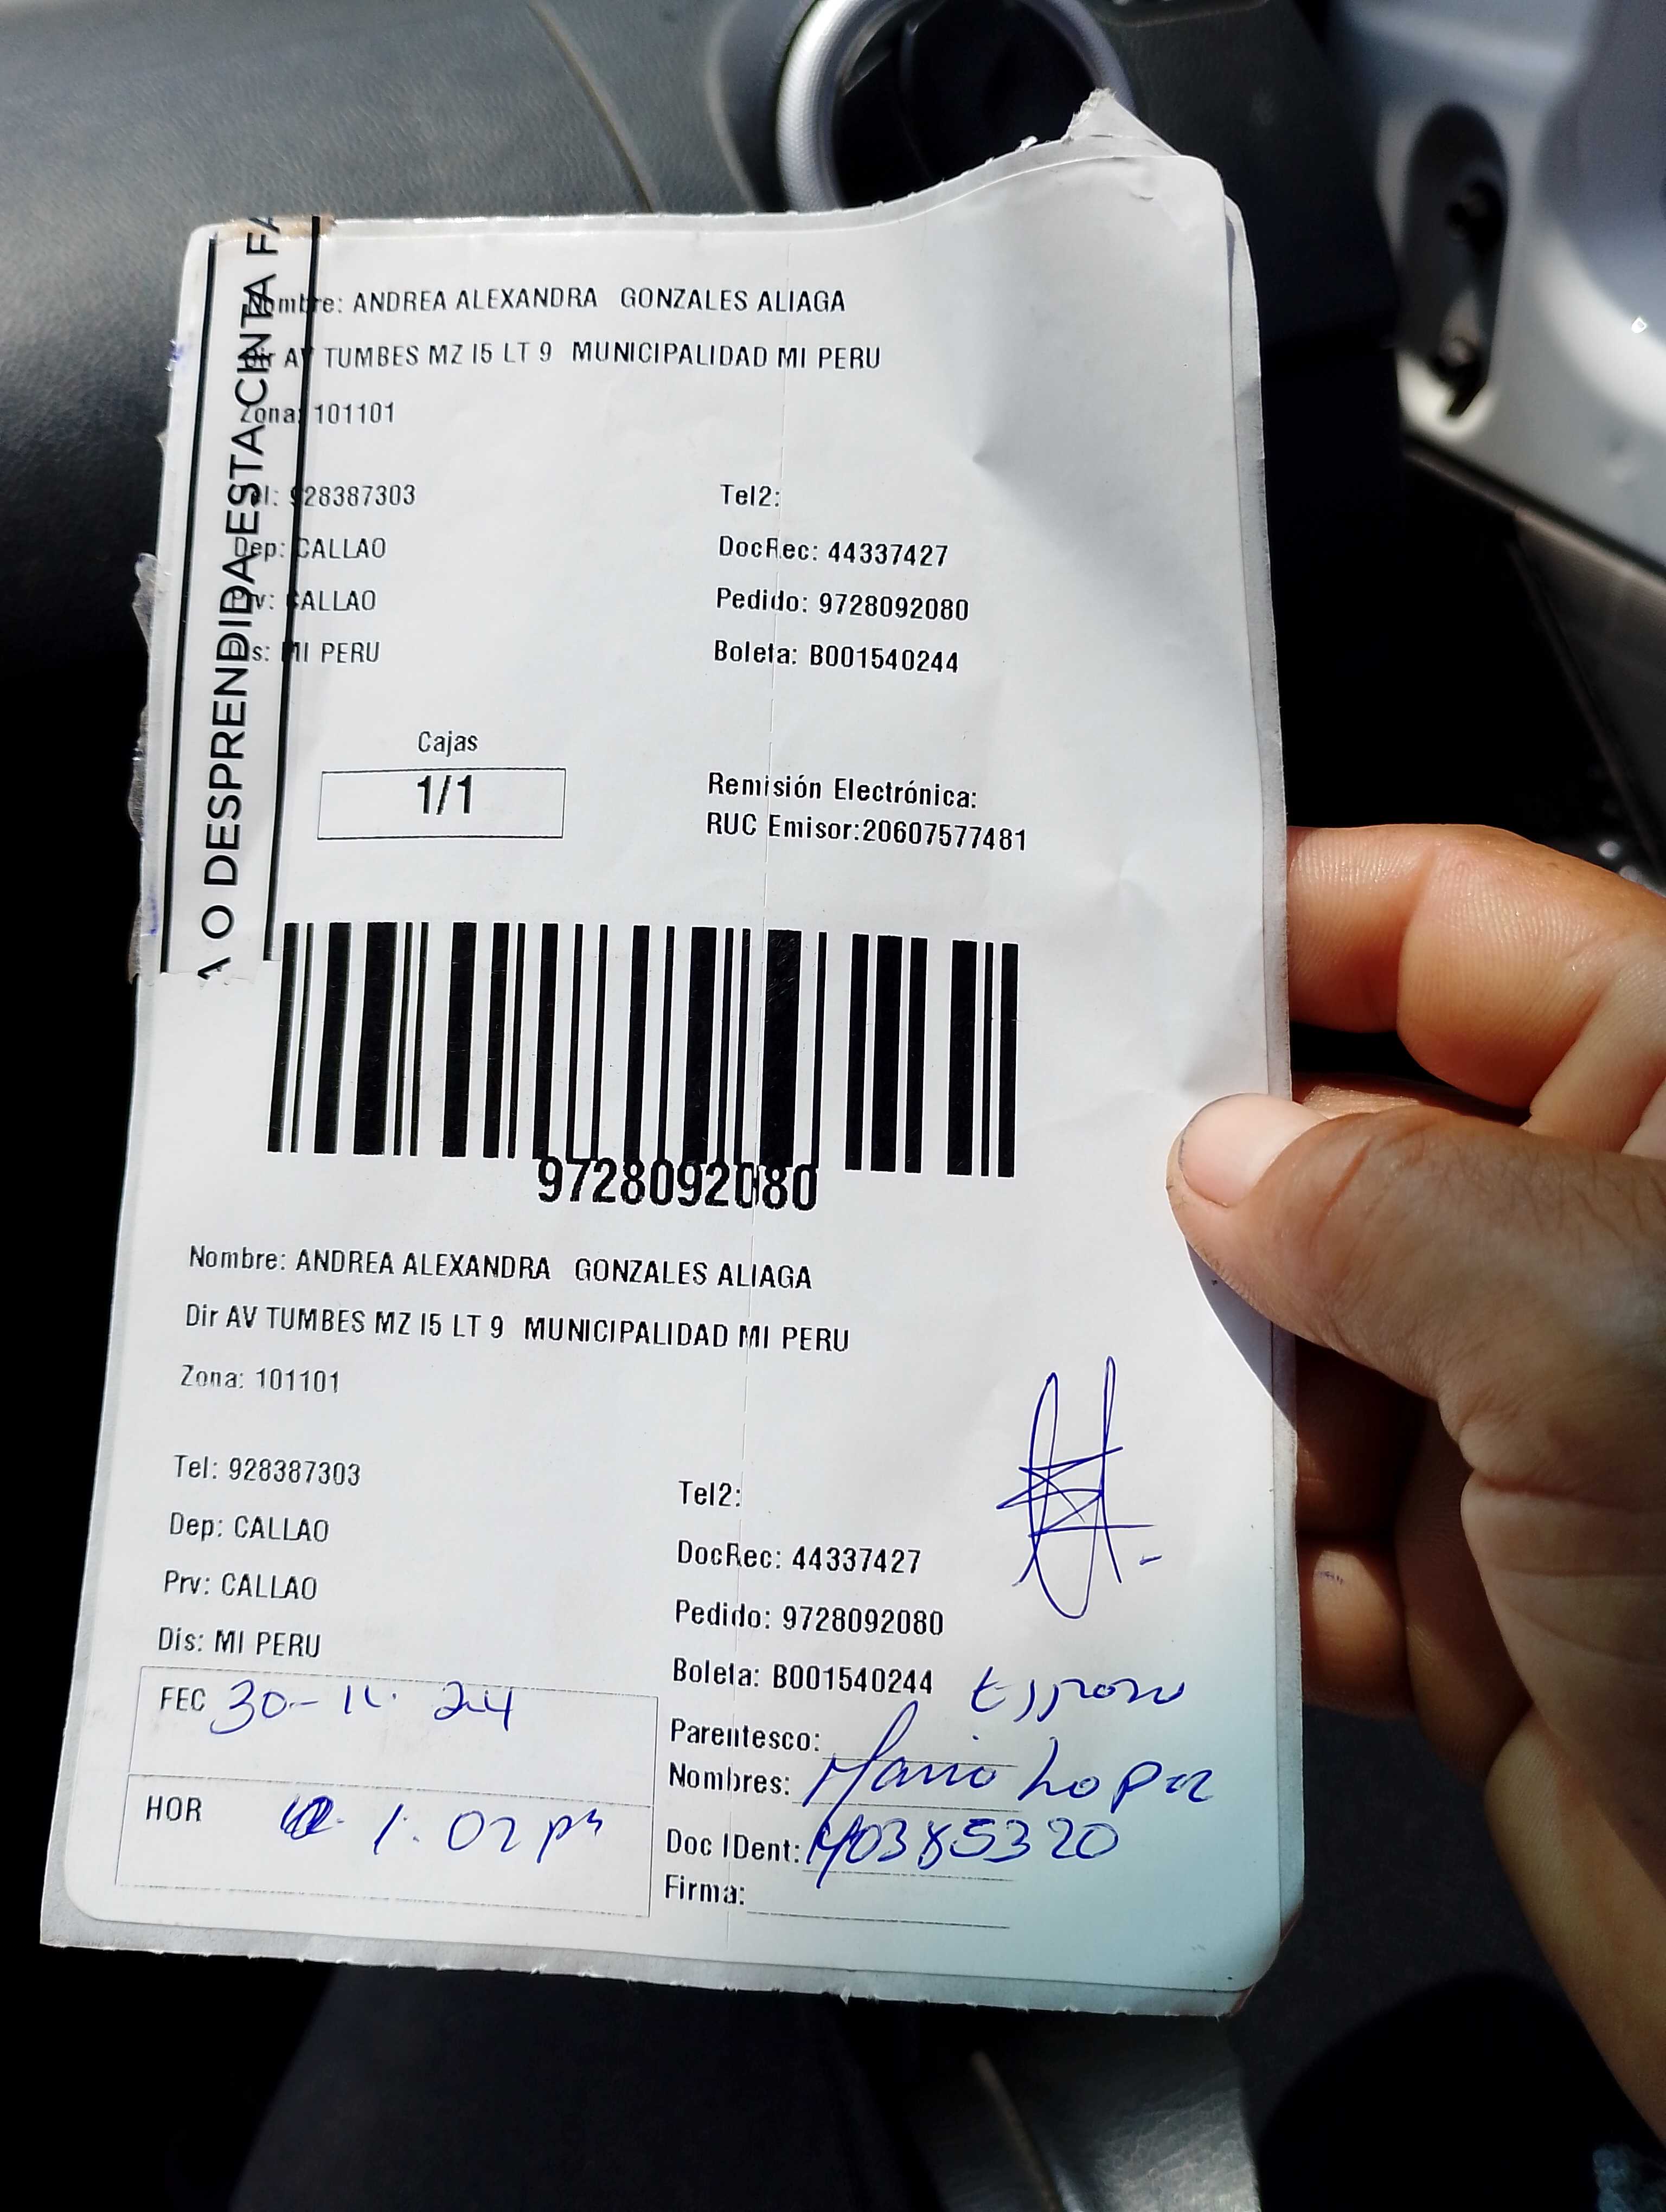 A O DESPRENDIDA ESTA CINTA FA
Nombre: ANDREA ALEXANDRA GONZALES ALIAGA
Dir AV TUMBES MZ I5 LT 9 MUNICIPALIDAD MI PERU
Zona: 101101
Tel: 928387303
Tel2:
Dep: CALLAO
DocRec: 44337427
Prv: CALLAO
Pedido: 9728092080
Dis: MI PERU
Boleta: B001540244
Cajas
1/1
Remisión Electrónica:
RUC Emisor:20607577481
9728092080
Nombre: ANDREA ALEXANDRA GONZALES ALIAGA
Dir AV TUMBES MZ I5 LT 9 MUNICIPALIDAD MI PERU
Zona: 101101
Tel: 928387303
Tel2:
Dep: CALLAO
DocRec: 44337427
Prv: CALLAO
Pedido: 9728092080
Dis: MI PERU
Boleta: B001540244
FEC 30-11-24
Esposo
Parentesco:
Nombres: Mario Lopez
HOR 1:02 pm
Doc IDent: 40385320
Firma: